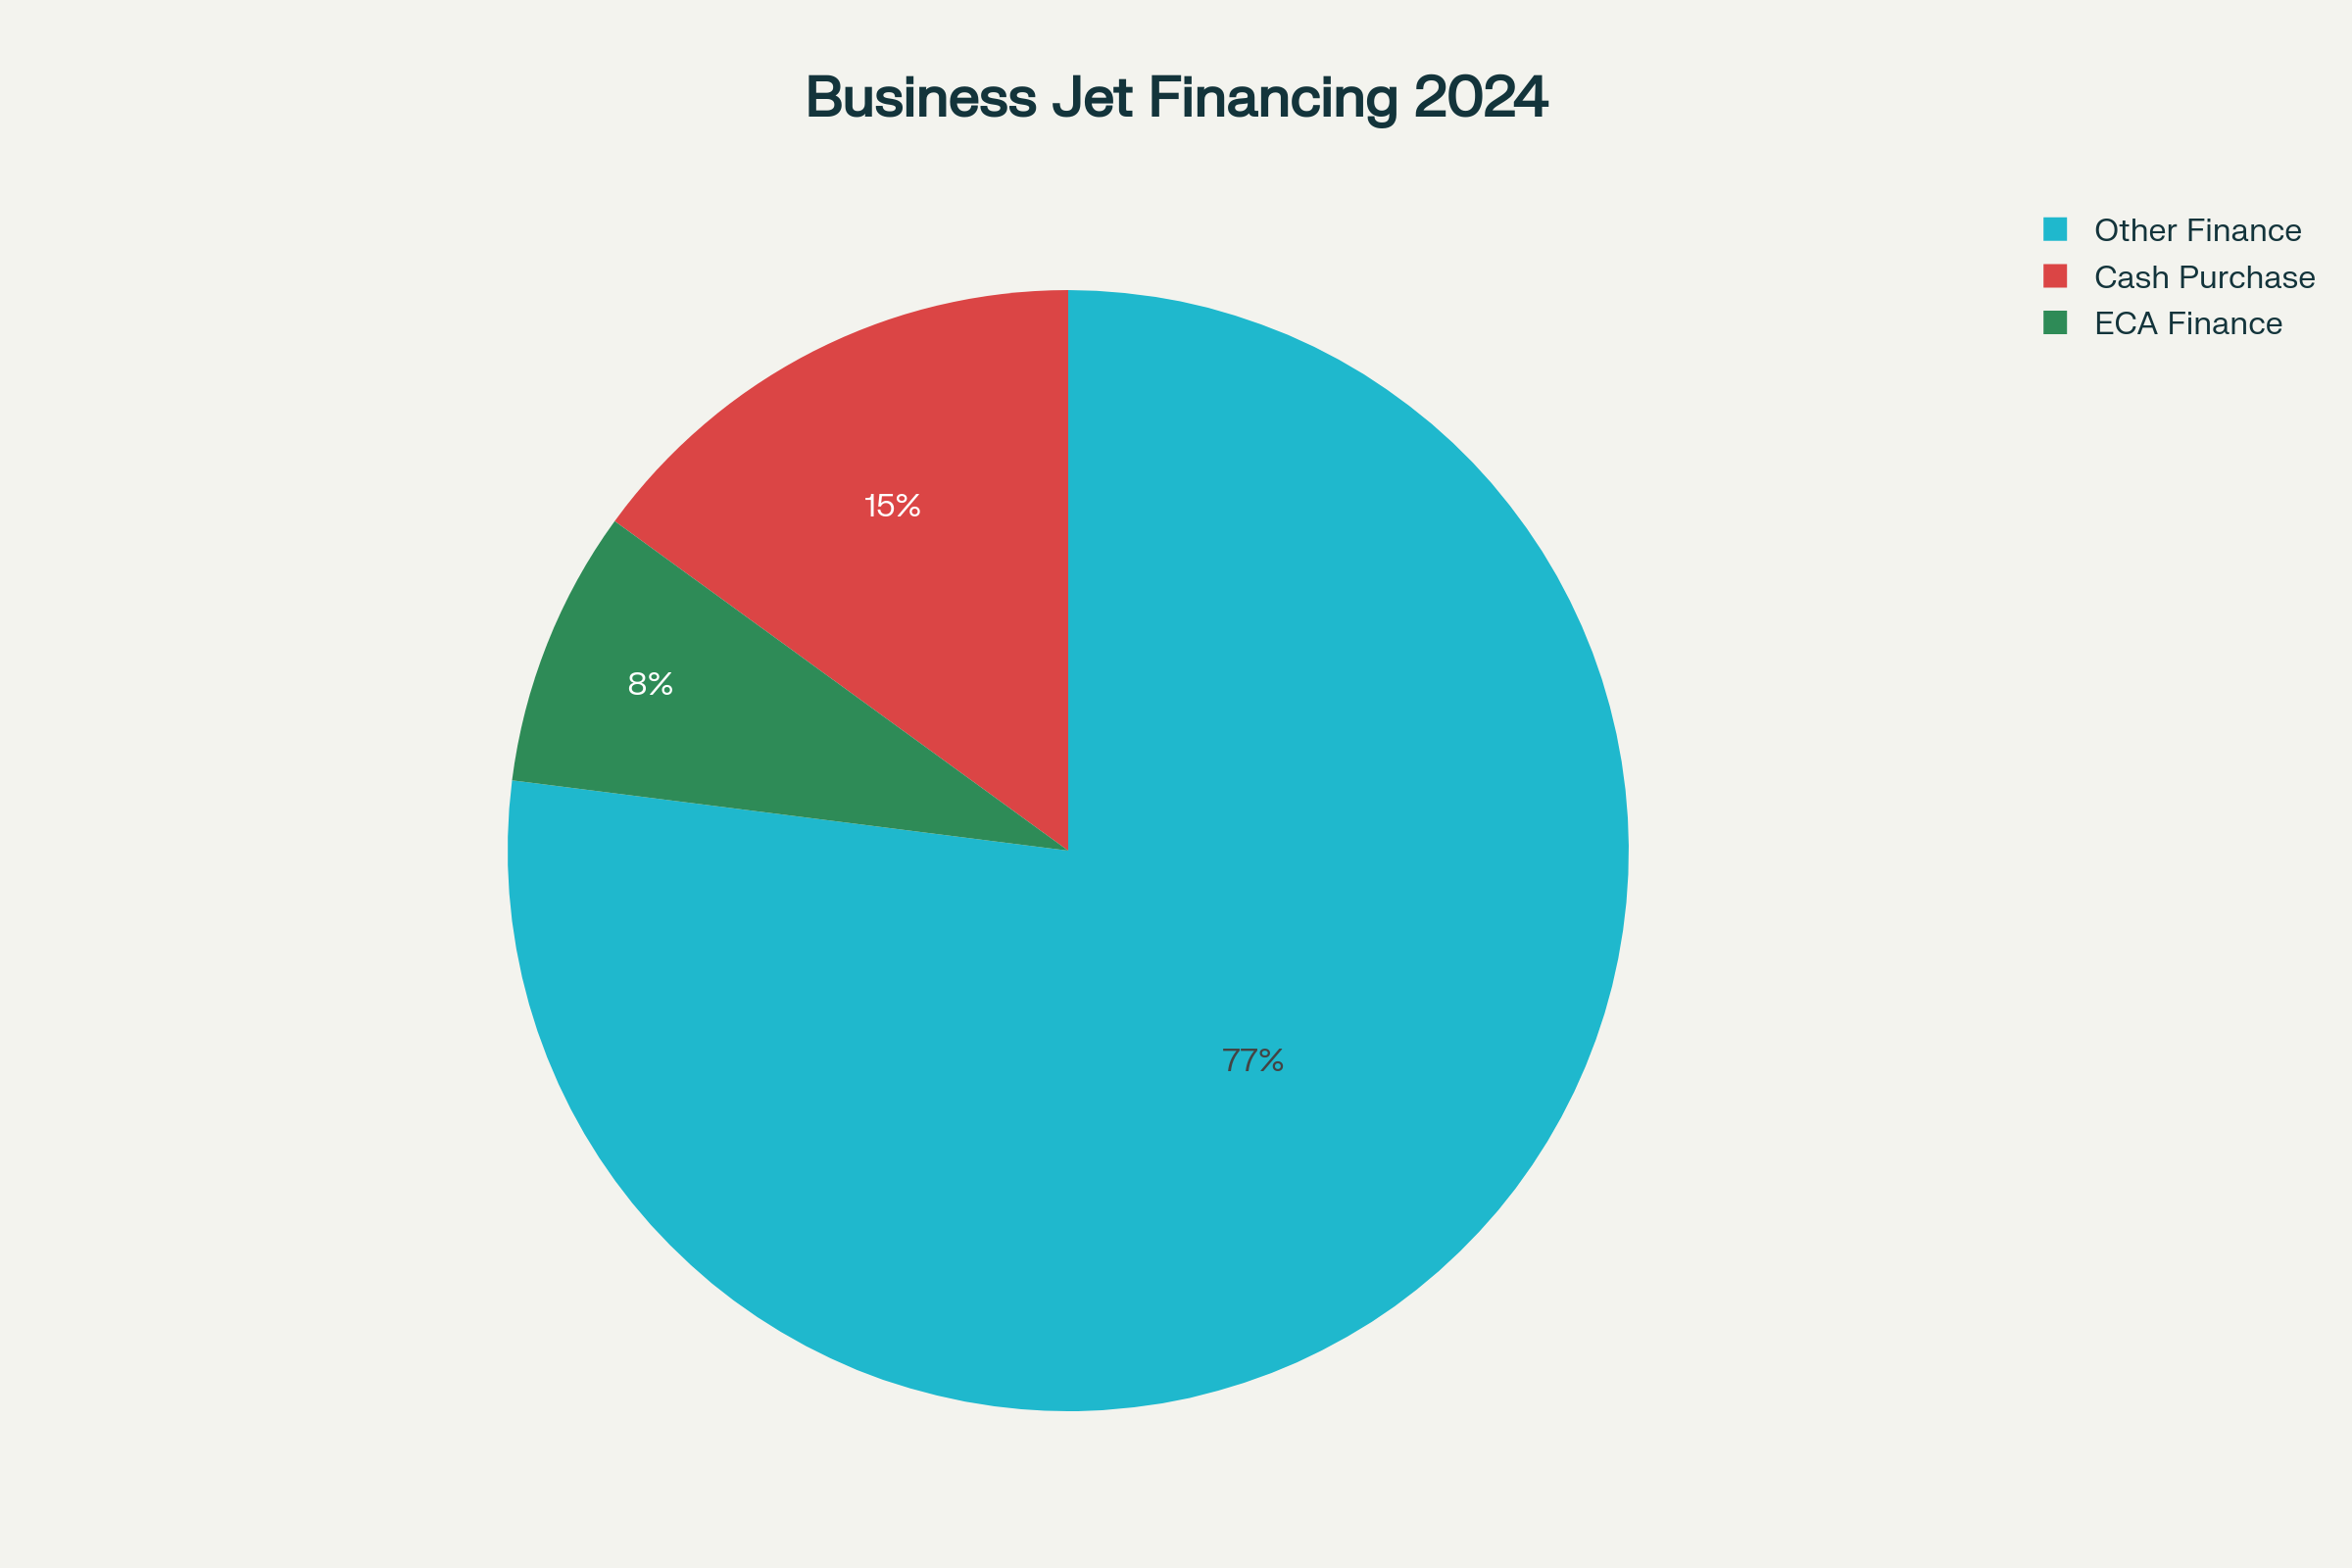 Business Jet Financing 2024
Other Finance
Cash Purchase
ECA Finance
15%
8%
77%